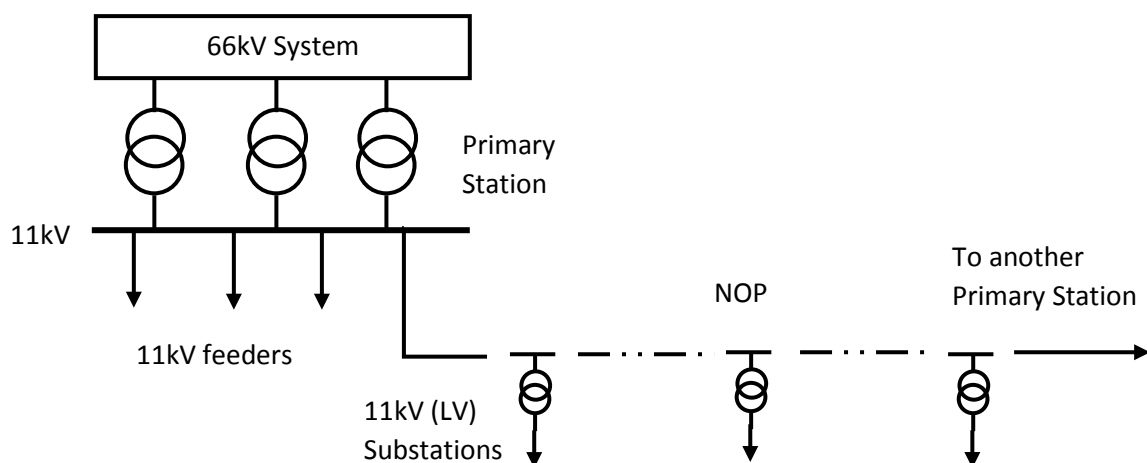 66kV System
Primary
Station
11kV
To another
Primary Station
NOP
11kV feeders
11kV (LV)
Substations